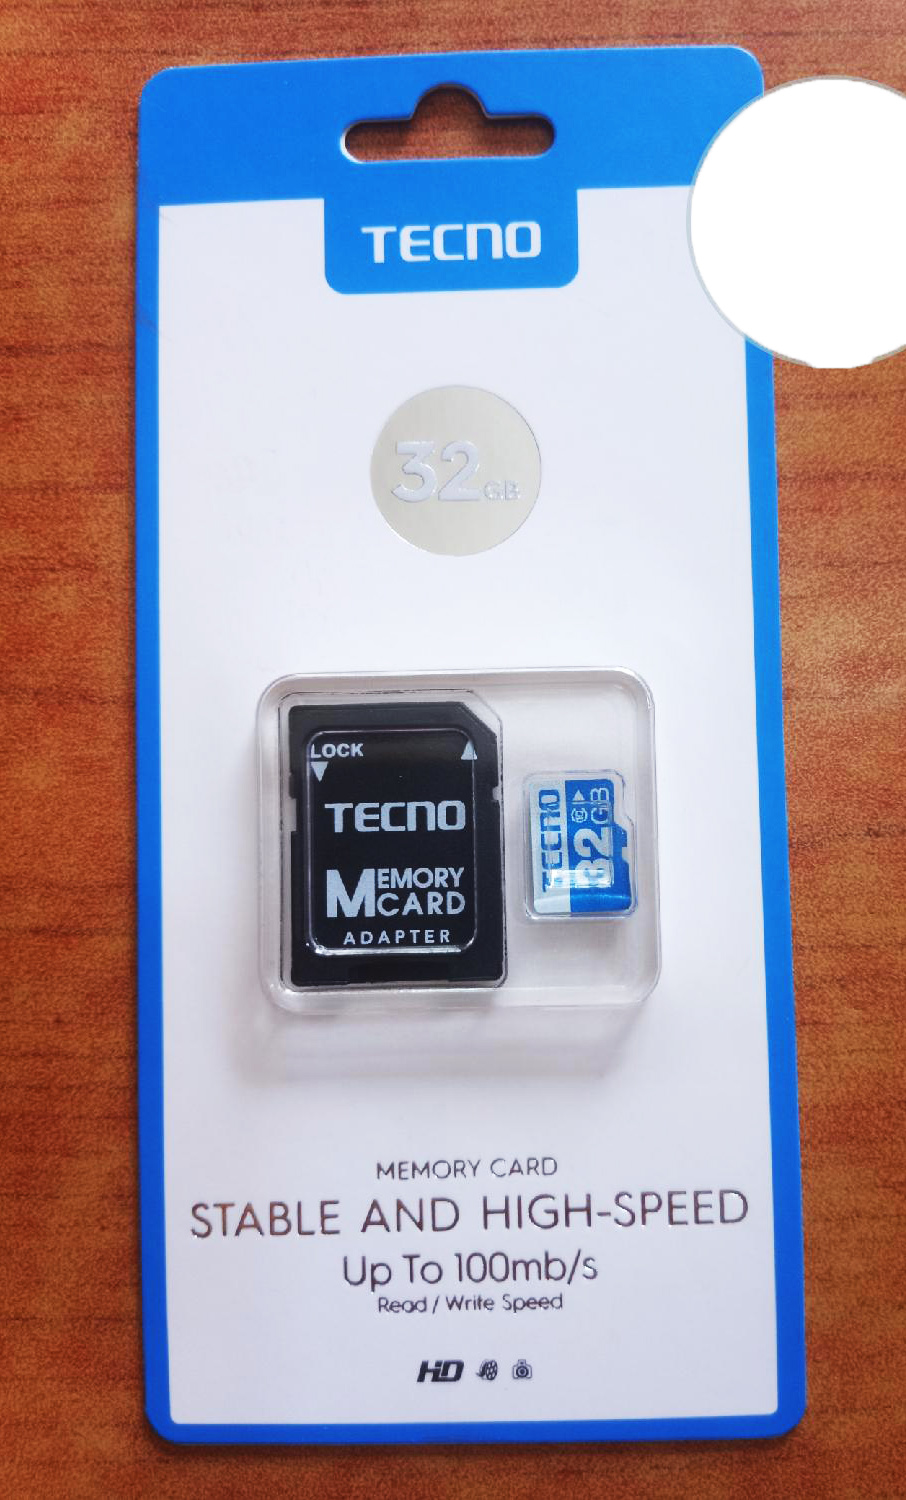 TECNO
32GB
LOCK
TECNO
MEMORY
CARD
ADAPTER
TECNO
32GB
MEMORY CARD
STABLE AND HIGH-SPEED
Up To 100mb/s
Read / Write Speed
HD